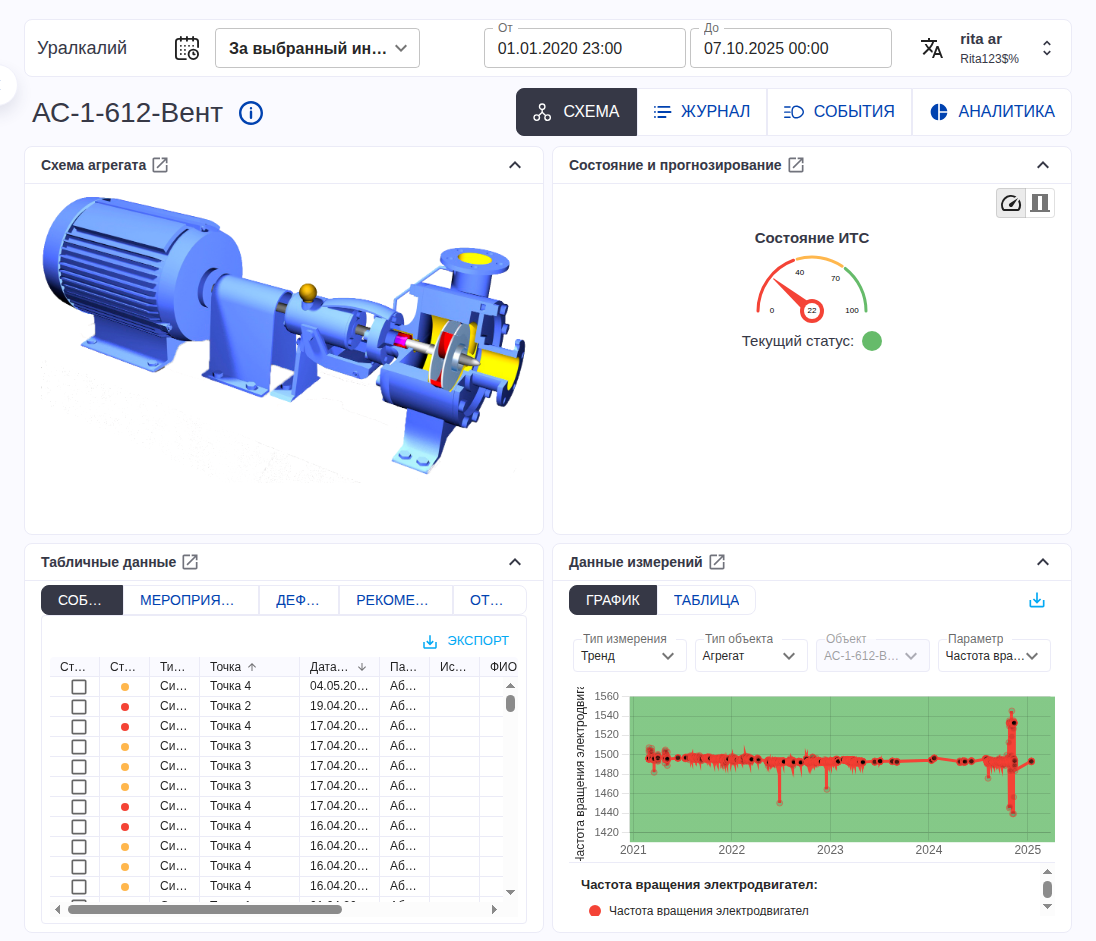 Уралкалий
За выбранный ин…
От
01.01.2020 23:00
До
07.10.2025 00:00
rita ar
Rita123$%
АС-1-612-Вент
СХЕМА
ЖУРНАЛ
СОБЫТИЯ
АНАЛИТИКА
Схема агрегата
Состояние и прогнозирование
Состояние ИТС
40
70
0
22
100
Текущий статус:
Табличные данные
СОБ…
МЕРОПРИЯ…
ДЕФ…
РЕКОМЕ…
ОТ…
ЭКСПОРТ
Ст… Ст… Ти… Точка Дата… Па… Ис… ФИО
Си… Точка 4 04.05.20… Аб…
Си… Точка 2 19.04.20… Аб…
Си… Точка 4 17.04.20… Аб…
Си… Точка 3 17.04.20… Аб…
Си… Точка 3 17.04.20… Аб…
Си… Точка 3 17.04.20… Аб…
Си… Точка 4 17.04.20… Аб…
Си… Точка 4 16.04.20… Аб…
Си… Точка 4 16.04.20… Аб…
Си… Точка 4 16.04.20… Аб…
Си… Точка 4 16.04.20… Аб…
Данные измерений
ГРАФИК
ТАБЛИЦА
Тип измерения
Тренд
Тип объекта
Агрегат
Объект
АС-1-612-В…
Параметр
Частота вра…
Частота вращения электродвига
1560
1540
1520
1500
1480
1460
1440
1420
2021 2022 2023 2024 2025
Частота вращения электродвигател:
Частота вращения электродвигател